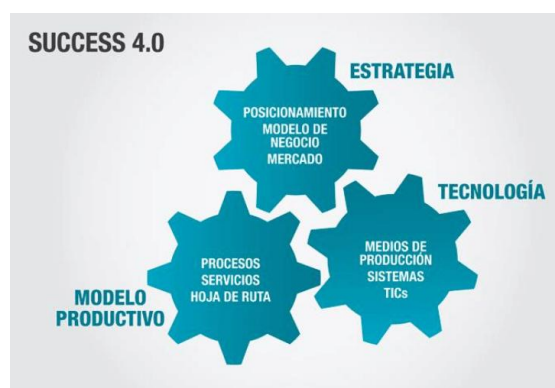 SUCCESS 4.0
ESTRATEGIA
POSICIONAMIENTO
MODELO DE
NEGOCIO
MERCADO
TECNOLOGÍA
MEDIOS DE
PRODUCCIÓN
SISTEMAS
TICs
PROCESOS
SERVICIOS
HOJA DE RUTA
MODELO
PRODUCTIVO